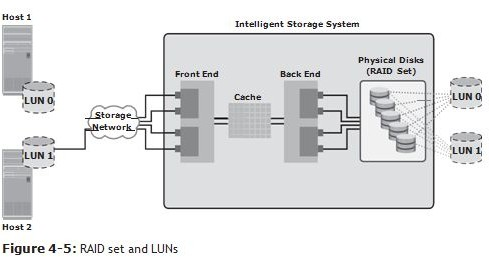 Host 1
Intelligent Storage System
Physical Disks
(RAID Set)
Front End
Back End
Cache
LUN 0
LUN 0
Storage
Network
LUN 1
LUN 1
Host 2
Figure 4-5: RAID set and LUNs